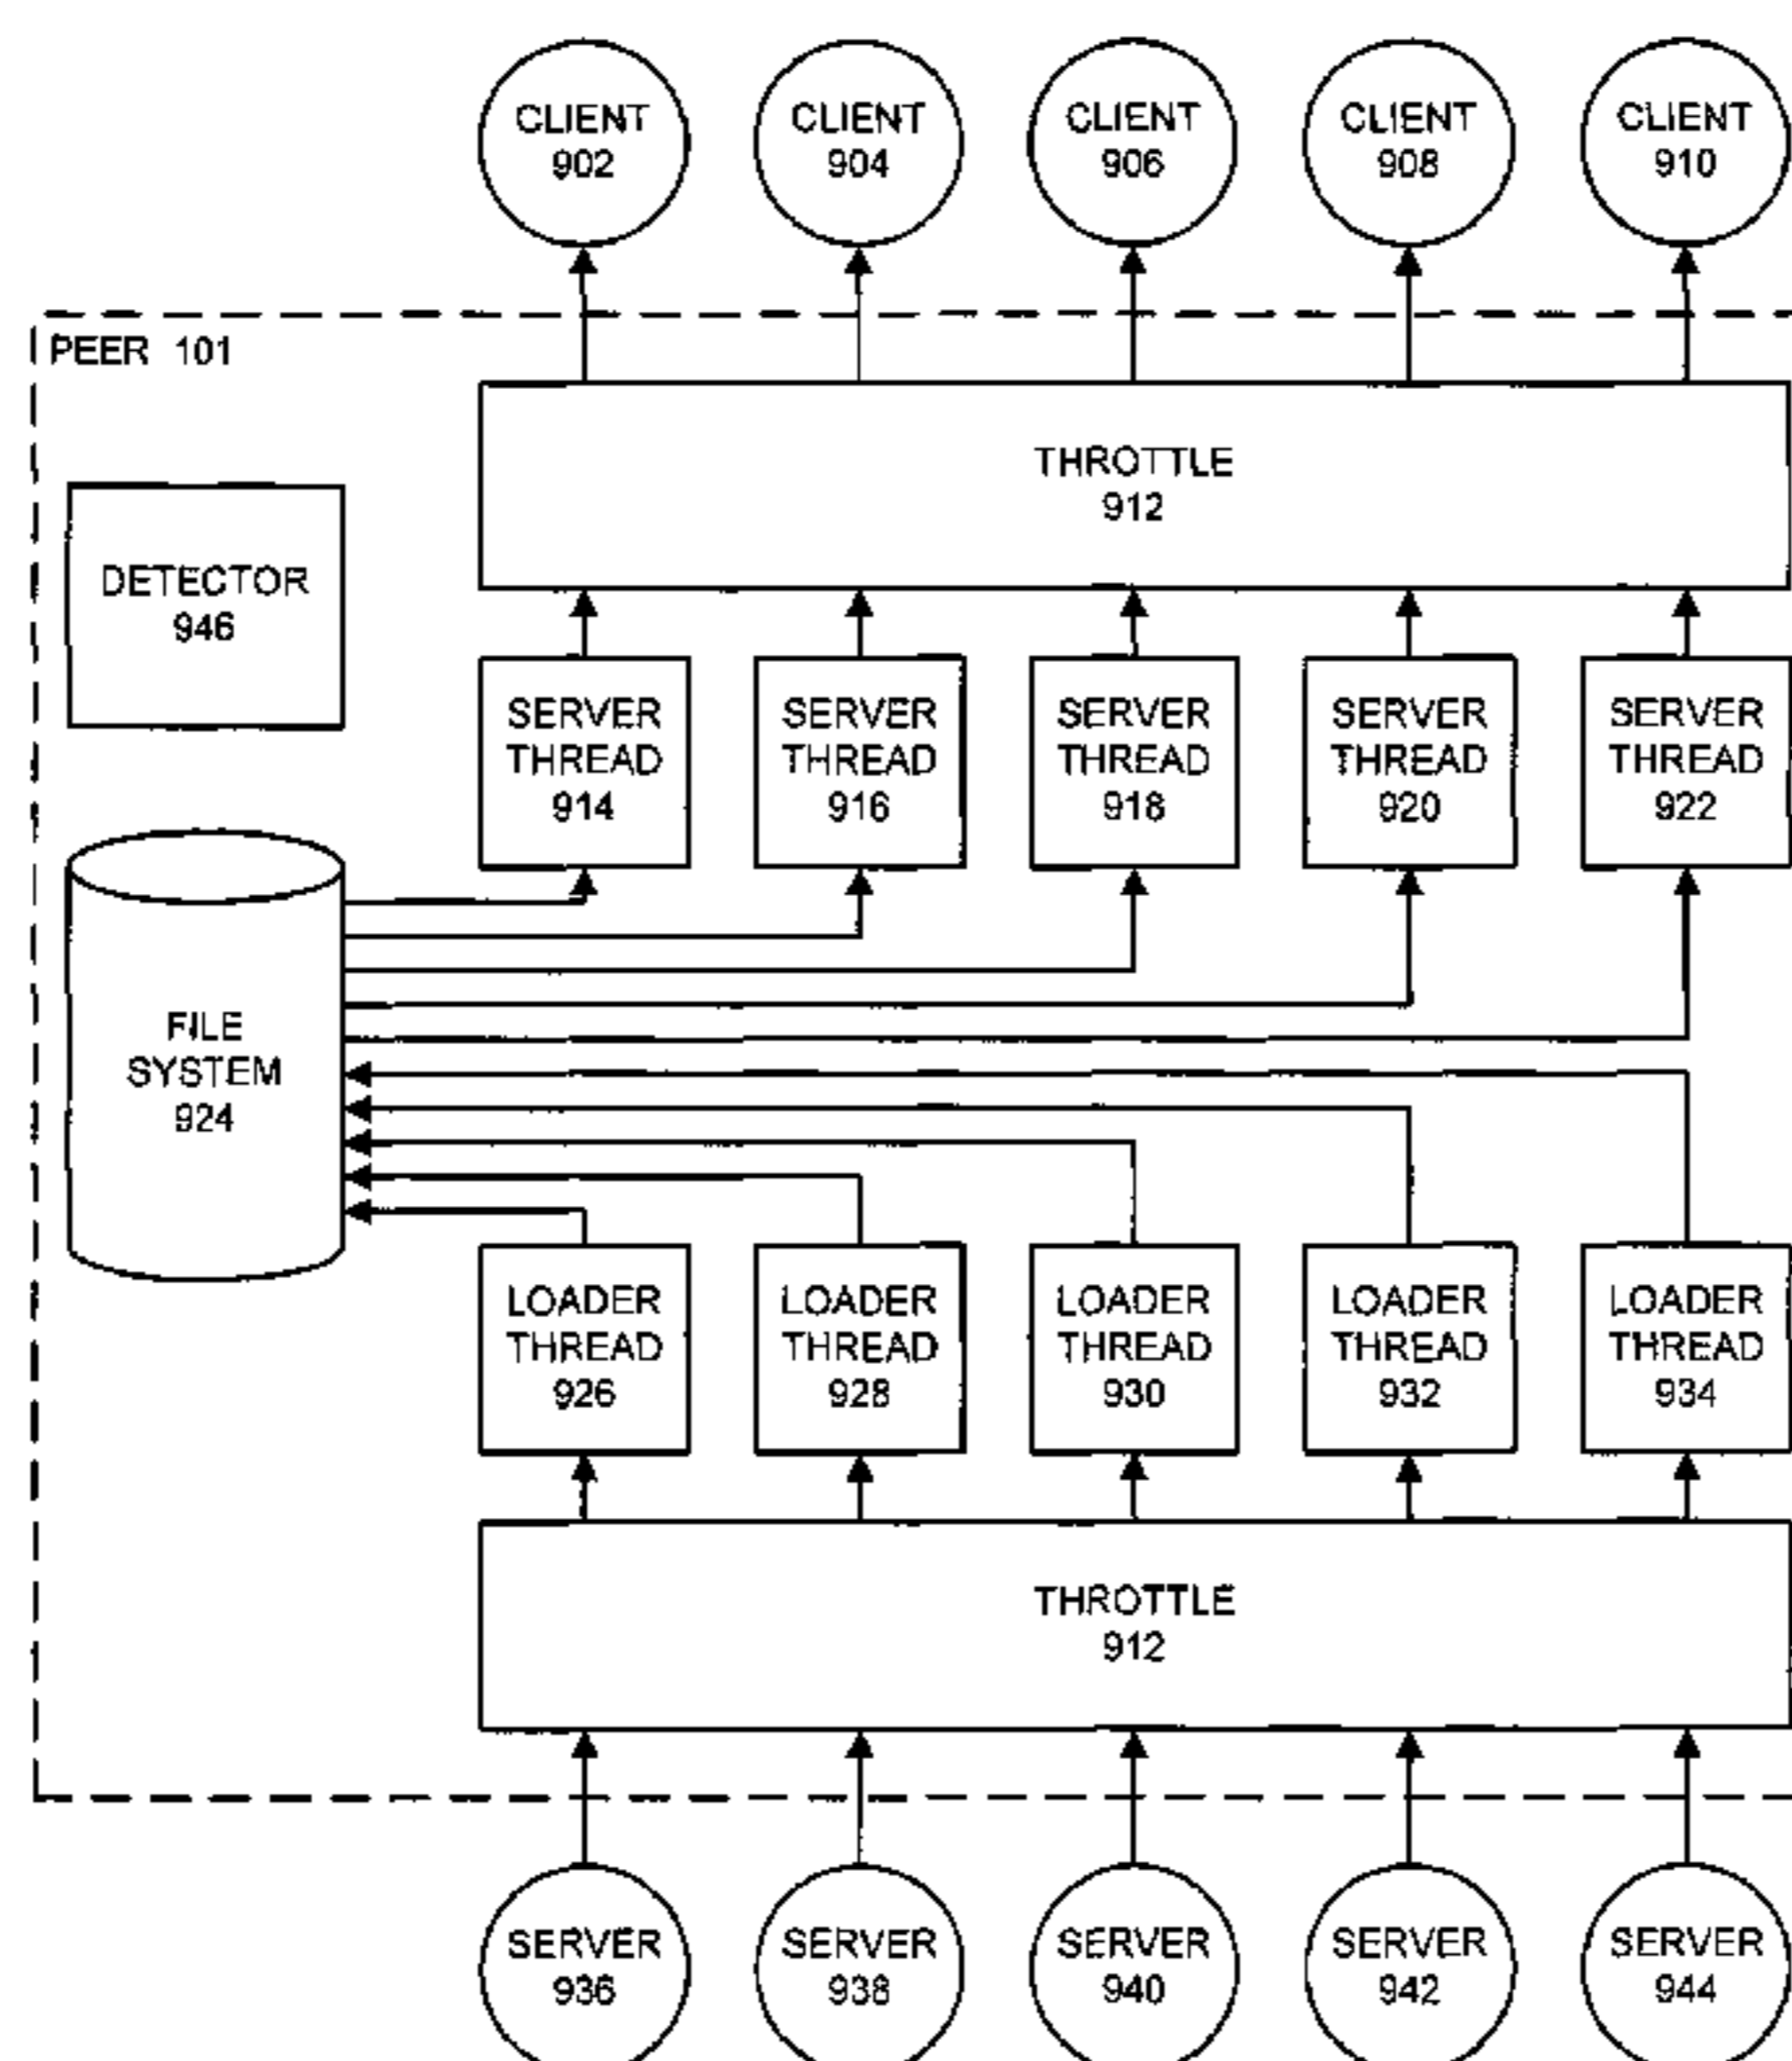 CLIENT
902
CLIENT
904
CLIENT
906
CLIENT
908
CLIENT
910
PEER 101
THROTTLE
912
DETECTOR
946
SERVER
THREAD
914
SERVER
THREAD
916
SERVER
THREAD
918
SERVER
THREAD
920
SERVER
THREAD
922
FILE
SYSTEM
924
LOADER
THREAD
926
LOADER
THREAD
928
LOADER
THREAD
930
LOADER
THREAD
932
LOADER
THREAD
934
THROTTLE
912
SERVER
936
SERVER
938
SERVER
940
SERVER
942
SERVER
944